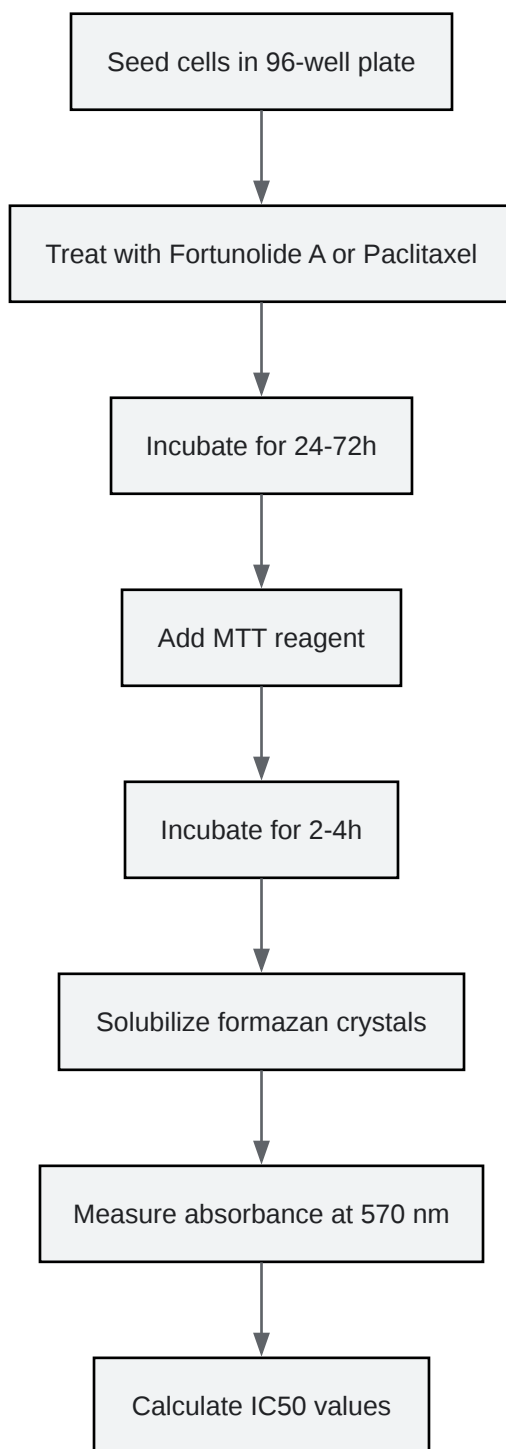 Seed cells in 96-well plate
Treat with Fortunolide A or Paclitaxel
Incubate for 24-72h
Add MTT reagent
Incubate for 2-4h
Solubilize formazan crystals
Measure absorbance at 570 nm
Calculate IC50 values